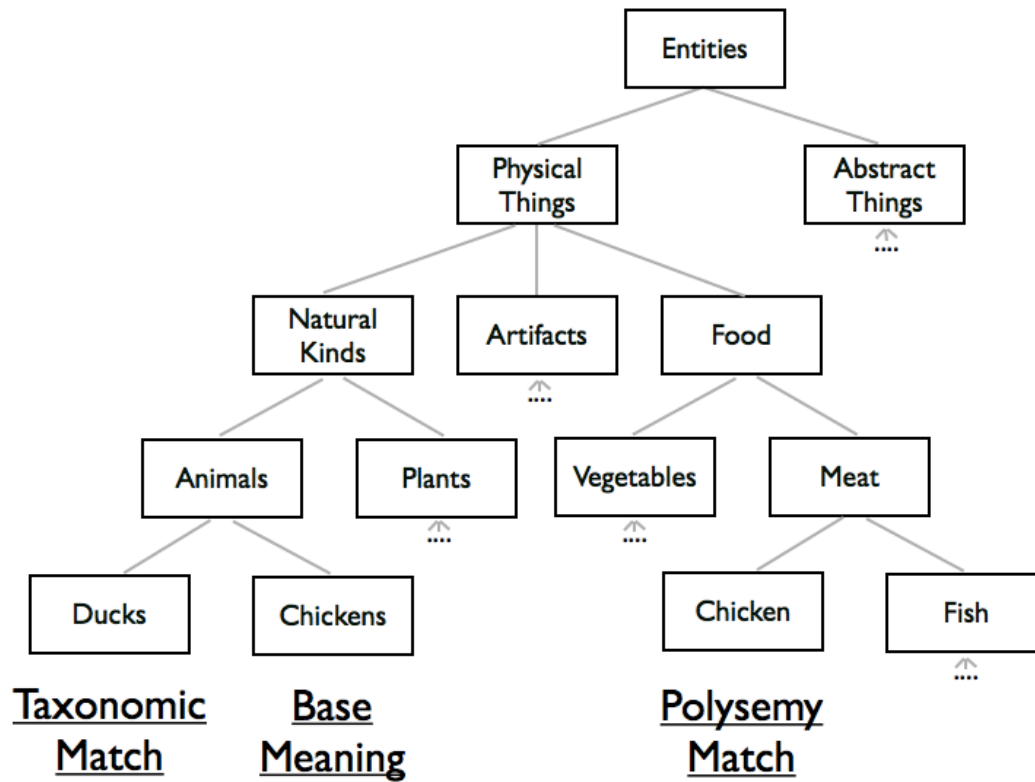 Entities
Physical
Things
Abstract
Things
....
Natural
Kinds
Artifacts
Food
....
Animals
Plants
Vegetables
Meat
....
....
Ducks
Chickens
Chicken
Fish
....
Taxonomic
Match
Base
Meaning
Polysemy
Match